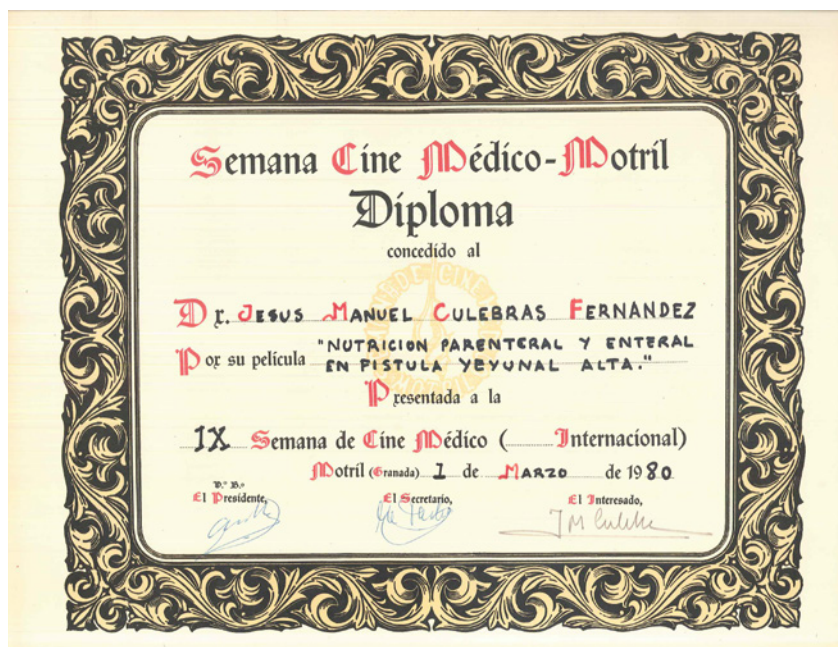 Semana Cine Médico-Motril
Diploma
concedido al
Dr. JESUS MANUEL CULEBRAS FERNANDEZ
Por su película "NUTRICION PARENTERAL Y ENTERAL
EN FISTULA YEYUNAL ALTA."
Presentada a la
IX Semana de Cine Médico ( Internacional)
Motril (Granada) 1 de MARZO de 1980
V.º B.º
El Presidente, El Secretario, El Interesado,